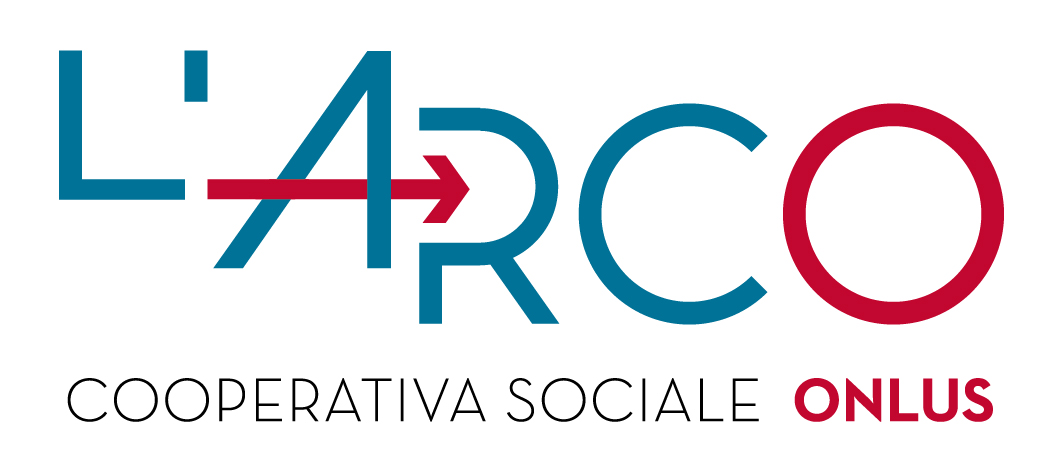 L'ARCO
COOPERATIVA SOCIALE ONLUS